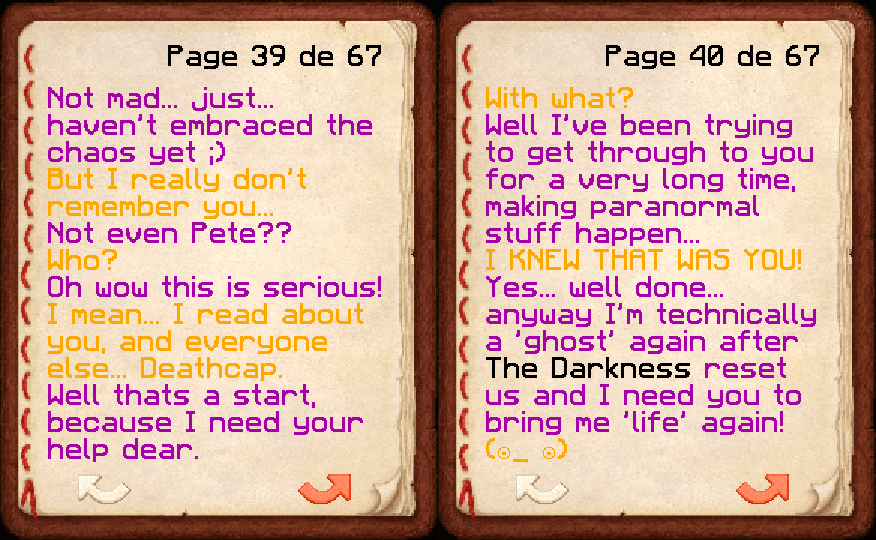 Page 39 de 67
Not mad... just...
haven't embraced the
chaos yet ;)
But I really don't
remember you...
Not even Pete??
Who?
Oh wow this is serious!
I mean... I read about
you, and everyone
else... Deathcap.
Well thats a start,
because I need your
help dear.
Page 40 de 67
With what?
Well I've been trying
to get through to you
for a very long time,
making paranormal
stuff happen...
I KNEW THAT WAS YOU!
Yes... well done...
anyway I'm technically
a 'ghost' again after
The Darkness reset
us and I need you to
bring me 'life' again!
(⊙_ ⊙)